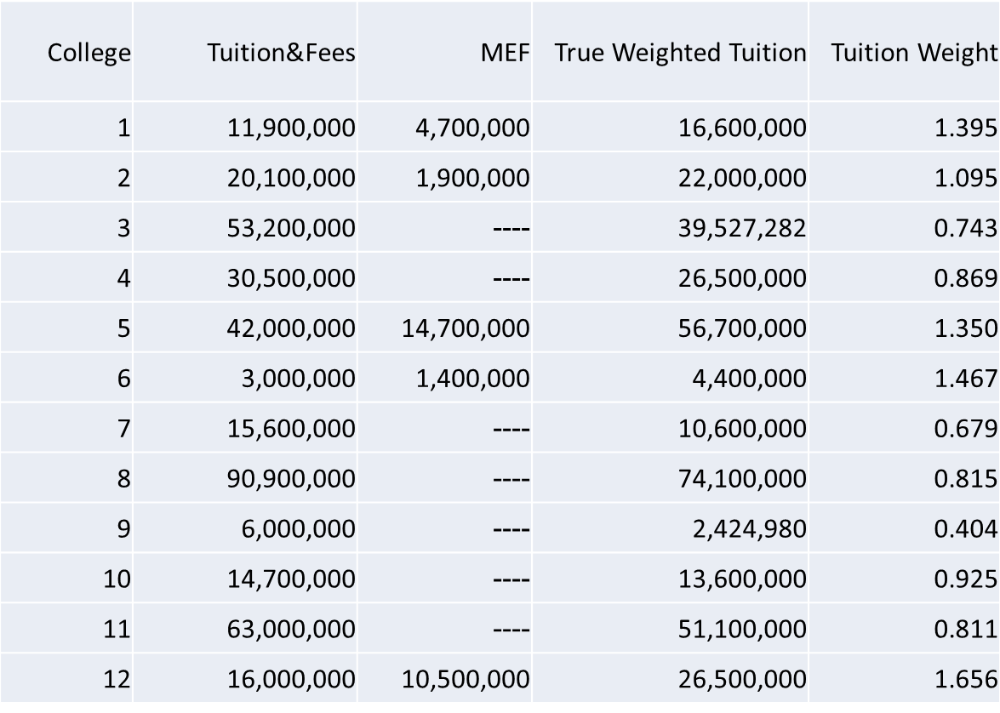 College Tuition&Fees MEF True Weighted Tuition Tuition Weight
1 11,900,000 4,700,000 16,600,000 1.395
2 20,100,000 1,900,000 22,000,000 1.095
3 53,200,000 ---- 39,527,282 0.743
4 30,500,000 ---- 26,500,000 0.869
5 42,000,000 14,700,000 56,700,000 1.350
6 3,000,000 1,400,000 4,400,000 1.467
7 15,600,000 ---- 10,600,000 0.679
8 90,900,000 ---- 74,100,000 0.815
9 6,000,000 ---- 2,424,980 0.404
10 14,700,000 ---- 13,600,000 0.925
11 63,000,000 ---- 51,100,000 0.811
12 16,000,000 10,500,000 26,500,000 1.656